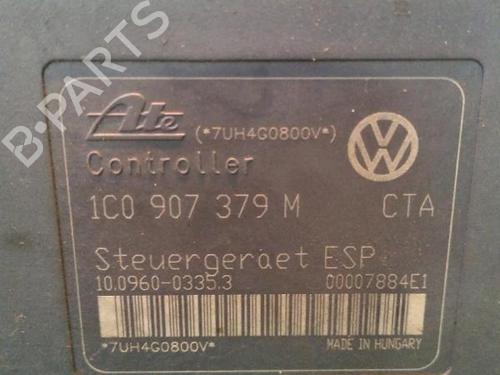 B-PARTS
Ate (*7UH4G0800V*)
Controller
1C0 907 379 M CTA
Steuergeraet ESP
10.0960-0335.3 00007884E1
*7UH4G0800V* MADE IN HUNGARY